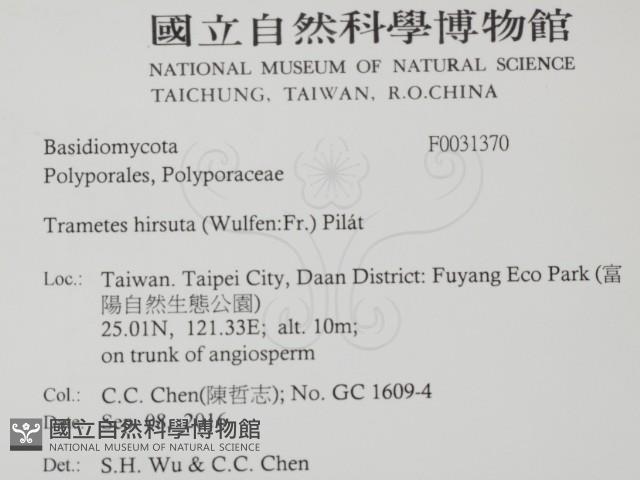 國立自然科學博物館
NATIONAL MUSEUM OF NATURAL SCIENCE
TAICHUNG, TAIWAN, R.O.CHINA
Basidiomycota F0031370
Polyporales, Polyporaceae
Trametes hirsuta (Wulfen:Fr.) Pilát
Loc.: Taiwan. Taipei City, Daan District: Fuyang Eco Park (富
陽自然生態公園)
25.01N, 121.33E; alt. 10m;
on trunk of angiosperm
Col.: C.C. Chen(陳哲志); No. GC 1609-4
Date: Sep. 08, 2016
國立自然科學博物館
NATIONAL MUSEUM OF NATURAL SCIENCE
Det.: S.H. Wu & C.C. Chen